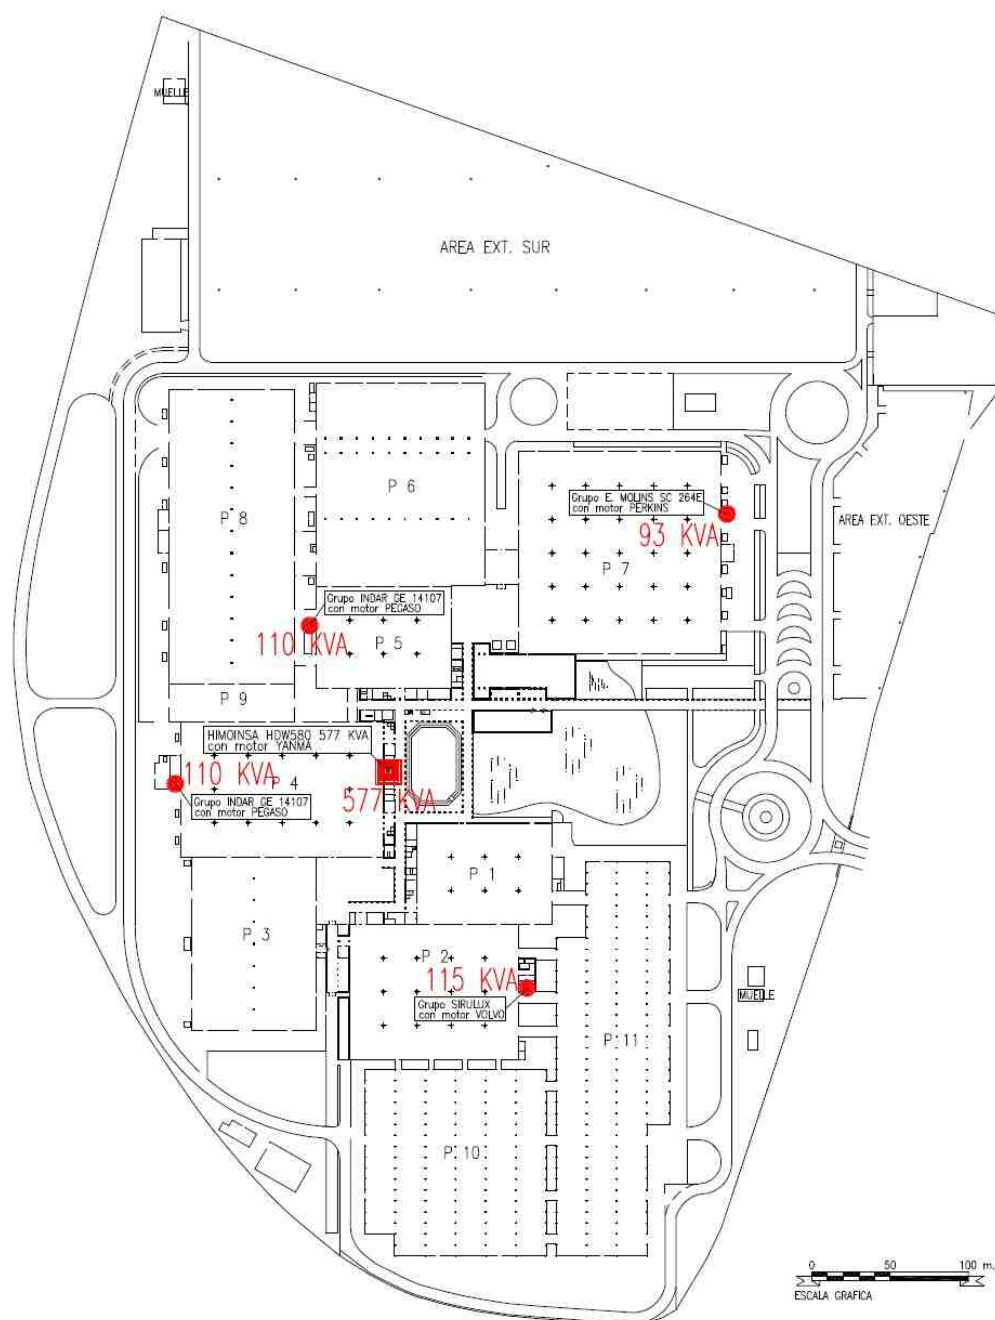 MUELLE
AREA EXT. SUR
P 6
P 8
Grupo E. MOLINS SC 264E
con motor PERKINS
93 KVA
AREA EXT. OESTE
P 7
Grupo INDAR GE 14107
con motor PEGASO
110 KVA
P 5
P 9
HIMOINSA HDW580 577 KVA
con motor YANMA
110 KVA
P 4
577 KVA
Grupo INDAR GE 14107
con motor PEGASO
P 1
P 3
P 2
115 KVA
Grupo SIRULUX
con motor VOLVO
MUELLE
P 11
P 10
0 50 100 m.
ESCALA GRAFICA